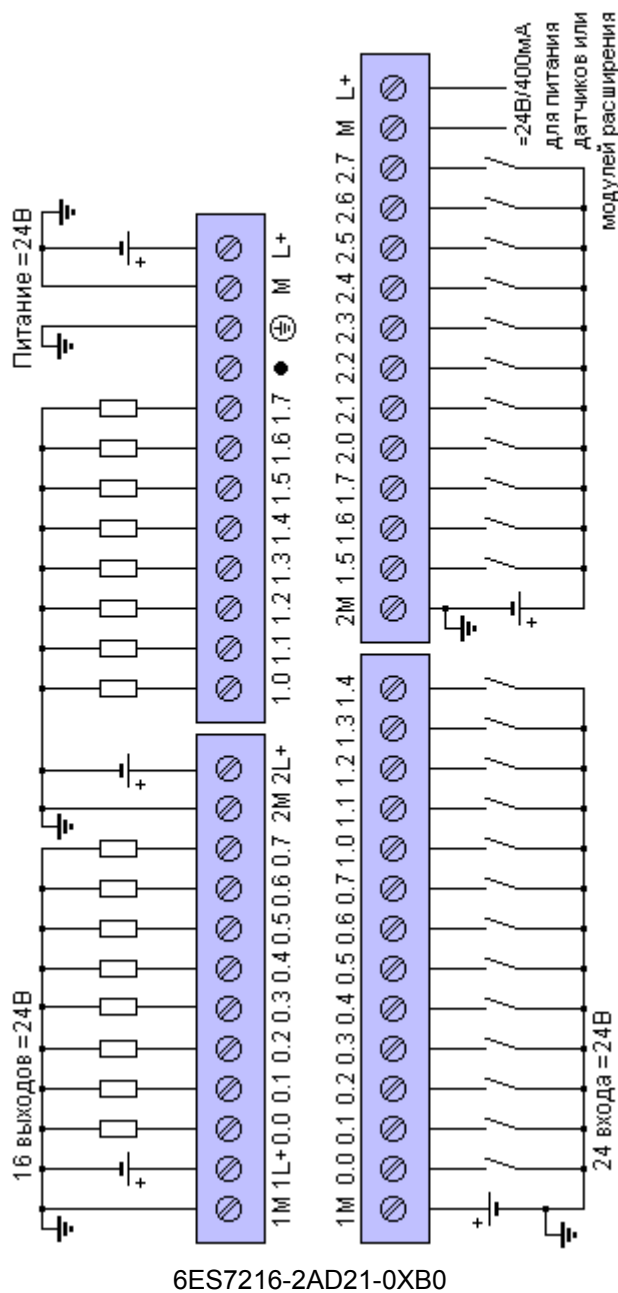 16 выходов =24В
Питание =24В
1M 1L+ 0.0 0.1 0.2 0.3 0.4 0.5 0.6 0.7 2M 2L+
1.0 1.1 1.2 1.3 1.4 1.5 1.6 1.7 M L+
1M 0.0 0.1 0.2 0.3 0.4 0.5 0.6 0.7 1.0 1.1 1.2 1.3 1.4
2M 1.5 1.6 1.7 2.0 2.1 2.2 2.3 2.4 2.5 2.6 2.7 M L+
24 входа =24В
=24В/400мА
для питания
датчиков или
модулей расширения
+
+
+
+
+
6ES7216-2AD21-0XB0